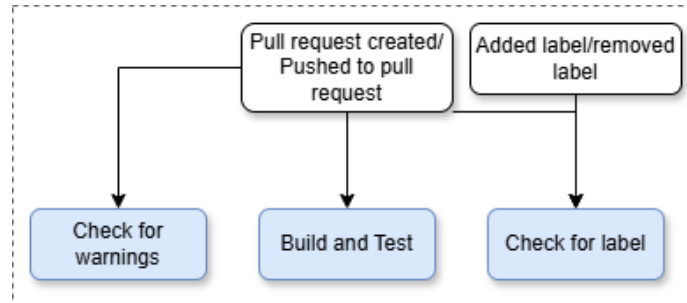 Pull request created/
Pushed to pull
request
Added label/removed
label
Check for
warnings
Build and Test
Check for label